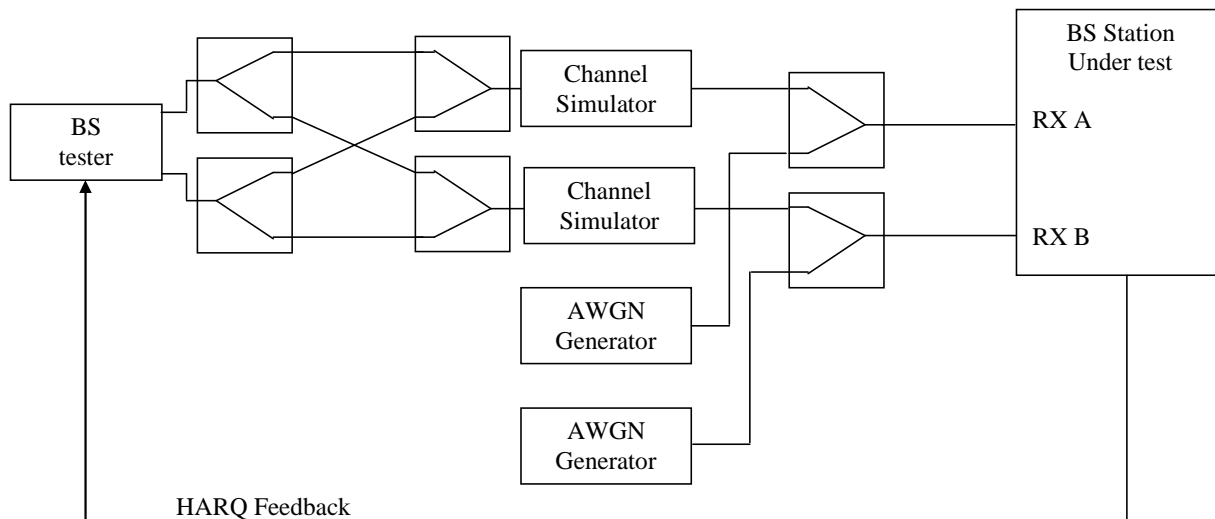 BS
tester
Channel
Simulator
Channel
Simulator
AWGN
Generator
AWGN
Generator
BS Station
Under test
RX A
RX B
HARQ Feedback